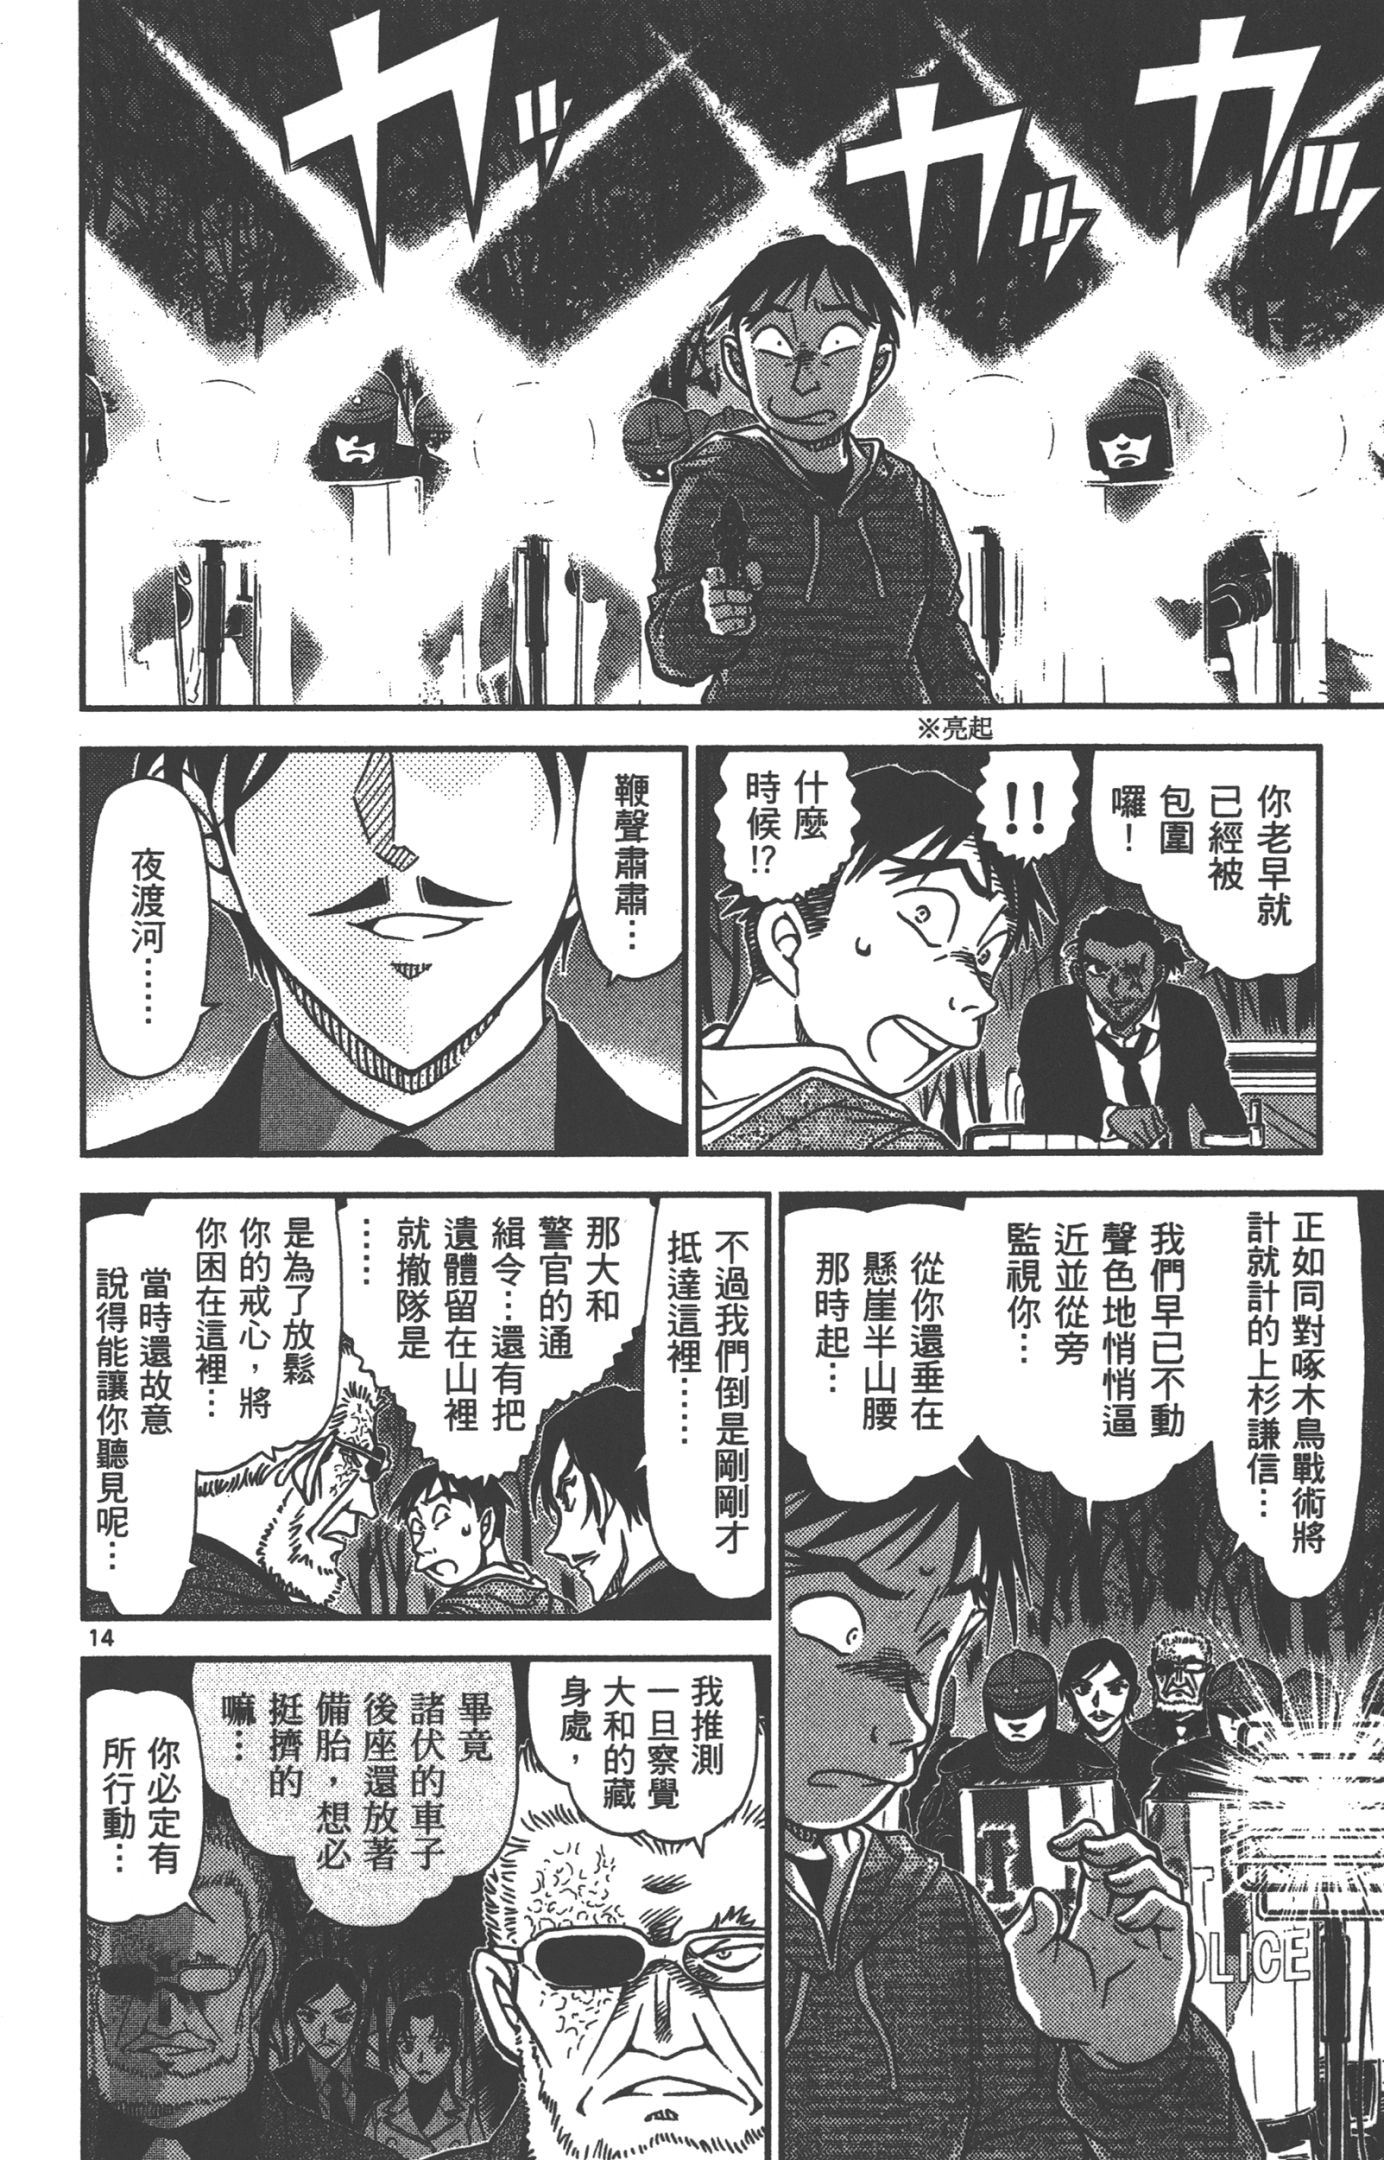 カッ
カッ
カッ
※亮起
你老早就
已經被
包圍
囉！
!!
什麼
時候!?
鞭聲肅肅…
夜渡河……
正如同對啄木鳥戰術將
計就計的上杉謙信…
我們早已不動
聲色地悄悄逼
近並從旁
監視你…
從你還垂在
懸崖半山腰
那時起…
POLICE
不過我們倒是剛剛才
抵達這裡……
那大和
警官的通
緝令…還有把
遺體留在山裡
就撤隊是
……
是為了放鬆
你的戒心，將
你困在這裡…
當時還故意
說得能讓你聽見呢…
14
我推測
一旦察覺
大和的藏
身處，
畢竟
諸伏的車子
後座還放著
備胎，想必
挺擠的
嘛…
你必定有
所行動…